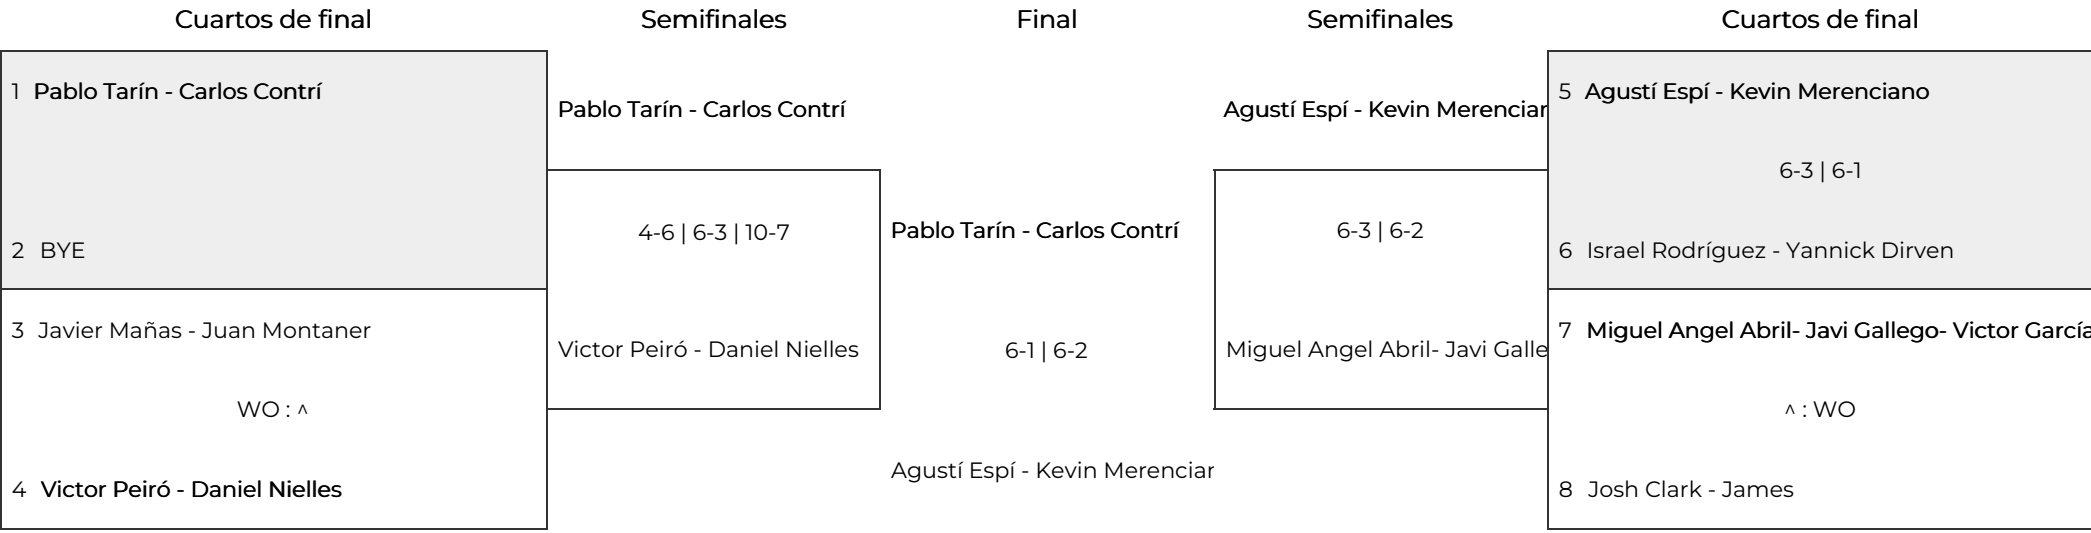 Cuartos de final Semifinales Final Semifinales Cuartos de final
1 Pablo Tarín - Carlos Contrí
2 BYE
3 Javier Mañas - Juan Montaner
WO : ^
4 Victor Peiró - Daniel Nielles
Pablo Tarín - Carlos Contrí
4-6 | 6-3 | 10-7
Victor Peiró - Daniel Nielles
Pablo Tarín - Carlos Contrí
6-1 | 6-2
Agustí Espí - Kevin Merenciar
Agustí Espí - Kevin Merenciar
6-3 | 6-2
Miguel Angel Abril- Javi Galle
5 Agustí Espí - Kevin Merenciano
6-3 | 6-1
6 Israel Rodríguez - Yannick Dirven
7 Miguel Angel Abril- Javi Gallego- Victor García
^ : WO
8 Josh Clark - James